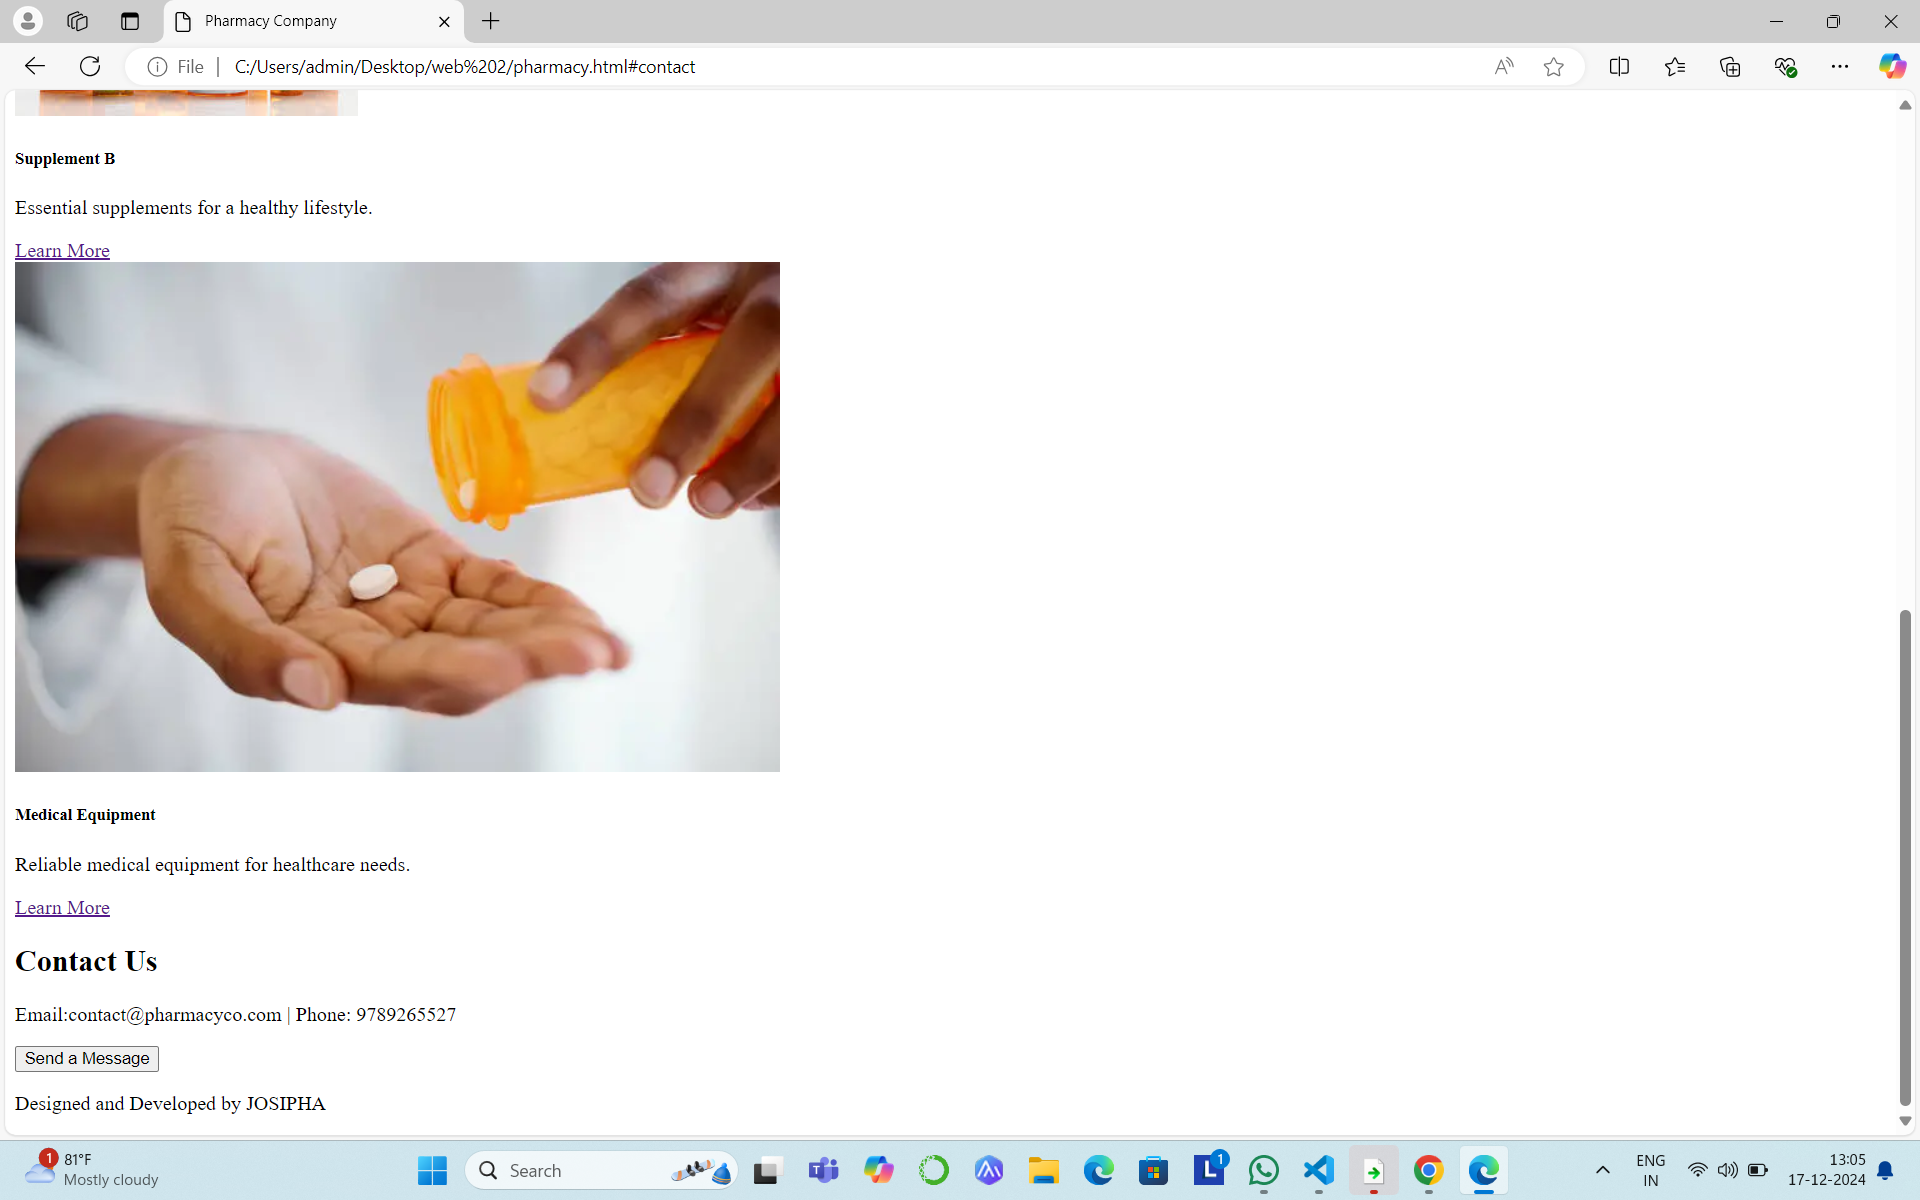 Pharmacy Company
File
C:/Users/admin/Desktop/web%202/pharmacy.html#contact
Supplement B
Essential supplements for a healthy lifestyle.
Learn More
Medical Equipment
Reliable medical equipment for healthcare needs.
Learn More
Contact Us
Email:contact@pharmacyco.com | Phone: 9789265527
Send a Message
Designed and Developed by JOSIPHA
1
81°F
Mostly cloudy
Search
L
1
ENG
IN
13:05
17-12-2024